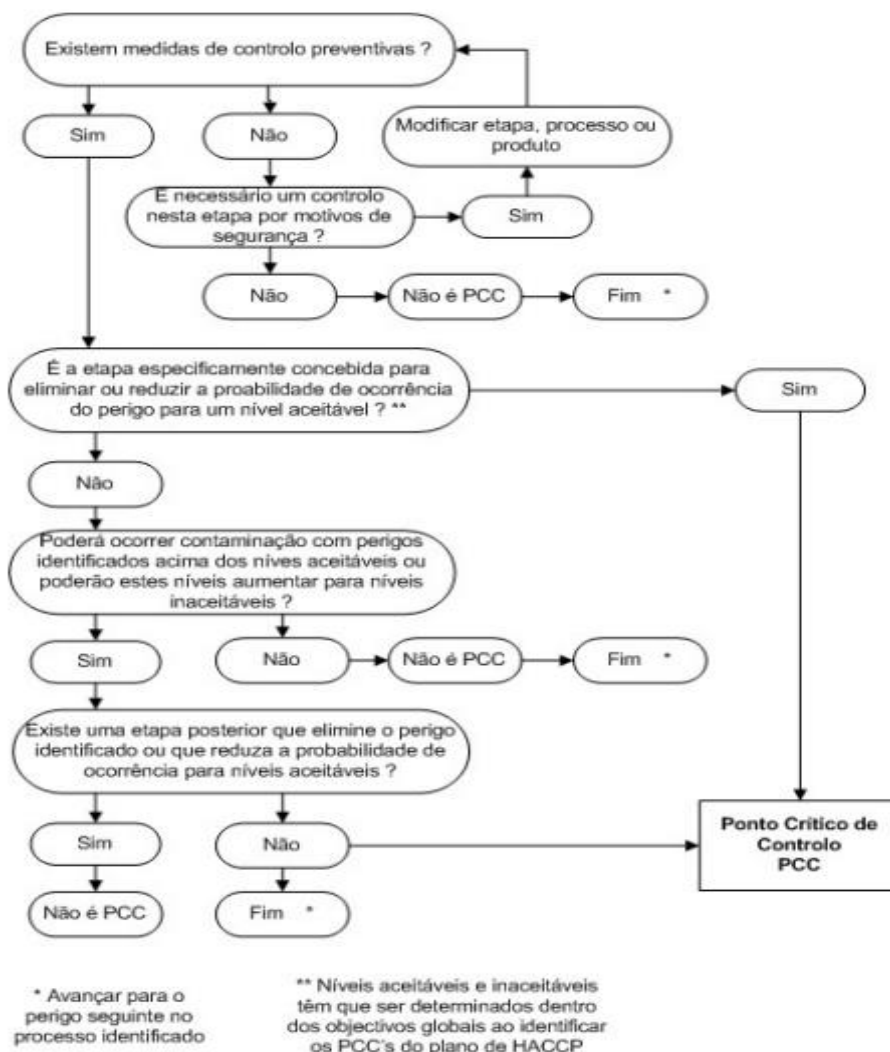 Existem medidas de controlo preventivas ?
Sim
Não
Modificar etapa, processo ou
produto
É necessário um controlo
nesta etapa por motivos de
segurança ?
Sim
Não
Não é PCC
Fim *
É a etapa especificamente concebida para
eliminar ou reduzir a proabilidade de ocorrência
do perigo para um nível aceitável ? **
Sim
Não
Poderá ocorrer contaminação com perigos
identificados acima dos níves aceitáveis ou
poderão estes níveis aumentar para níveis
inaceitáveis ?
Sim
Não
Não é PCC
Fim *
Existe uma etapa posterior que elimine o perigo
identificado ou que reduza a probabilidade de
ocorrência para níveis aceitáveis ?
Sim
Não
Ponto Crítico de
Controlo
PCC
Não é PCC
Fim *
* Avançar para o
perigo seguinte no
processo identificado
** Níveis aceitáveis e inaceitáveis
têm que ser determinados dentro
dos objectivos globais ao identificar
os PCC's do plano de HACCP